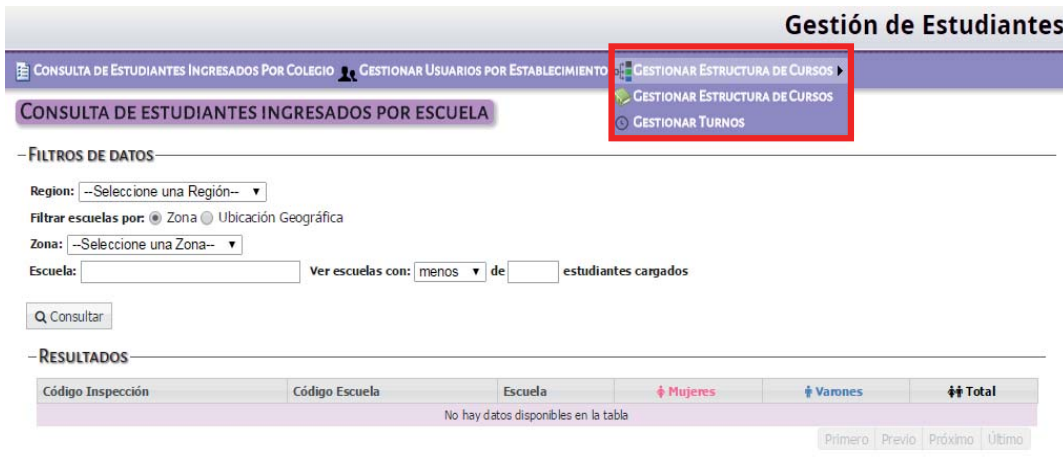 Gestión de Estudiantes
CONSULTA DE ESTUDIANTES INGRESADOS POR COLEGIO GESTIONAR USUARIOS POR ESTABLECIMIENTO GESTIONAR ESTRUCTURA DE CURSOS
GESTIONAR ESTRUCTURA DE CURSOS
GESTIONAR TURNOS
CONSULTA DE ESTUDIANTES INGRESADOS POR ESCUELA
FILTROS DE DATOS
Region: --Seleccione una Región--
Filtrar escuelas por: Zona Ubicación Geográfica
Zona: --Seleccione una Zona--
Escuela: Ver escuelas con: menos de estudiantes cargados
Consultar
RESULTADOS
Código Inspección Código Escuela Escuela Mujeres Varones Total
No hay datos disponibles en la tabla
Primero Previo Próximo Último